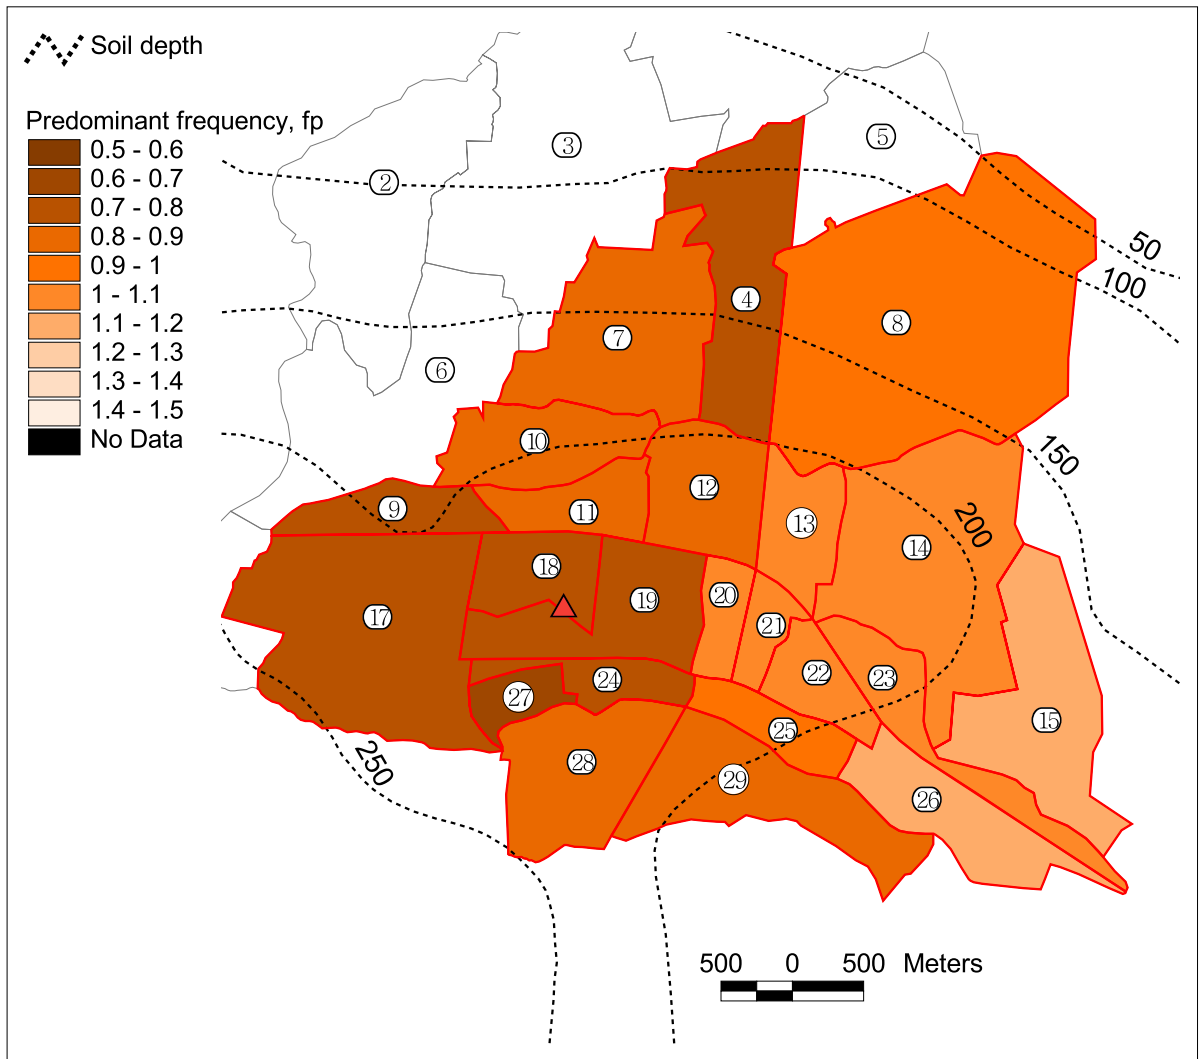 Soil depth
Predominant frequency, fp
0.5 - 0.6
0.6 - 0.7
0.7 - 0.8
0.8 - 0.9
0.9 - 1
1 - 1.1
1.1 - 1.2
1.2 - 1.3
1.3 - 1.4
1.4 - 1.5
No Data
5
3
2
50
100
4
8
7
6
10
150
12
9
11
200
13
14
18
20
19
17
21
22
23
24
27
15
25
250
28
29
26
500 0 500 Meters